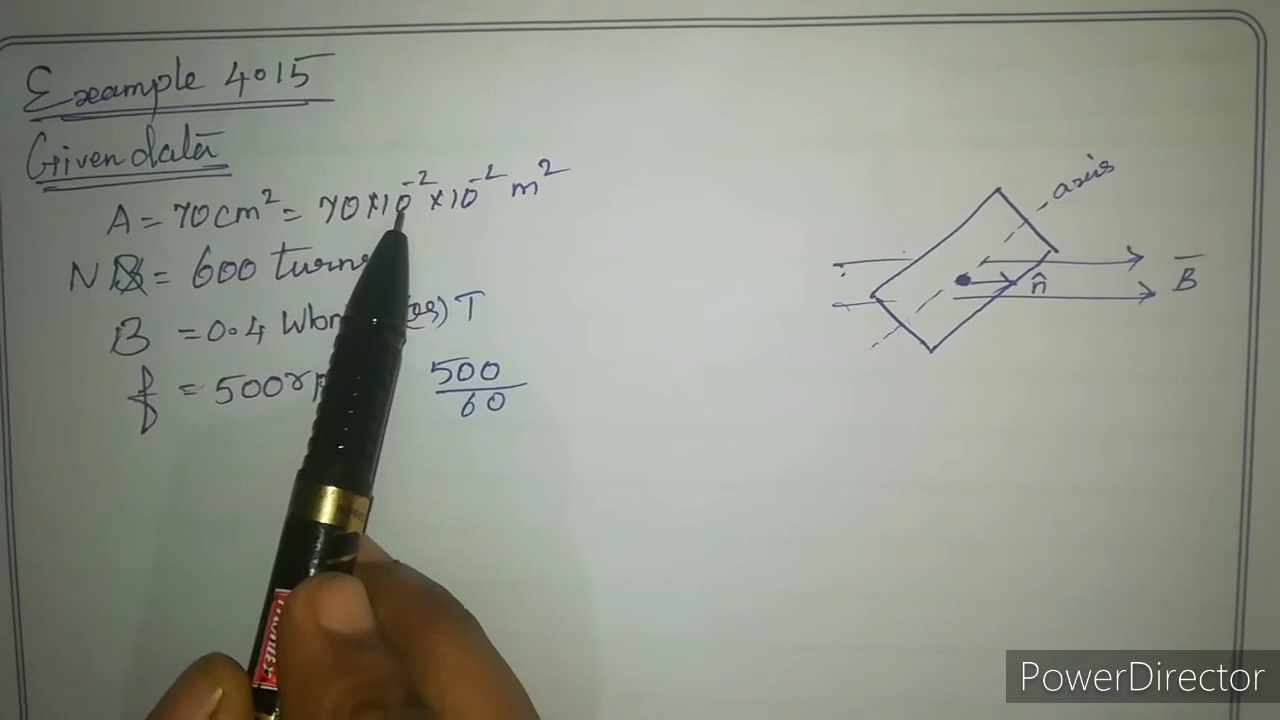 Example 4.15
Given data
A = 70 cm² = 70×10⁻²×10⁻² m²
N = 600 turns
B = 0.4 Wbm T
f = 500 500/60
axis
n̂
B̅
PowerDirector